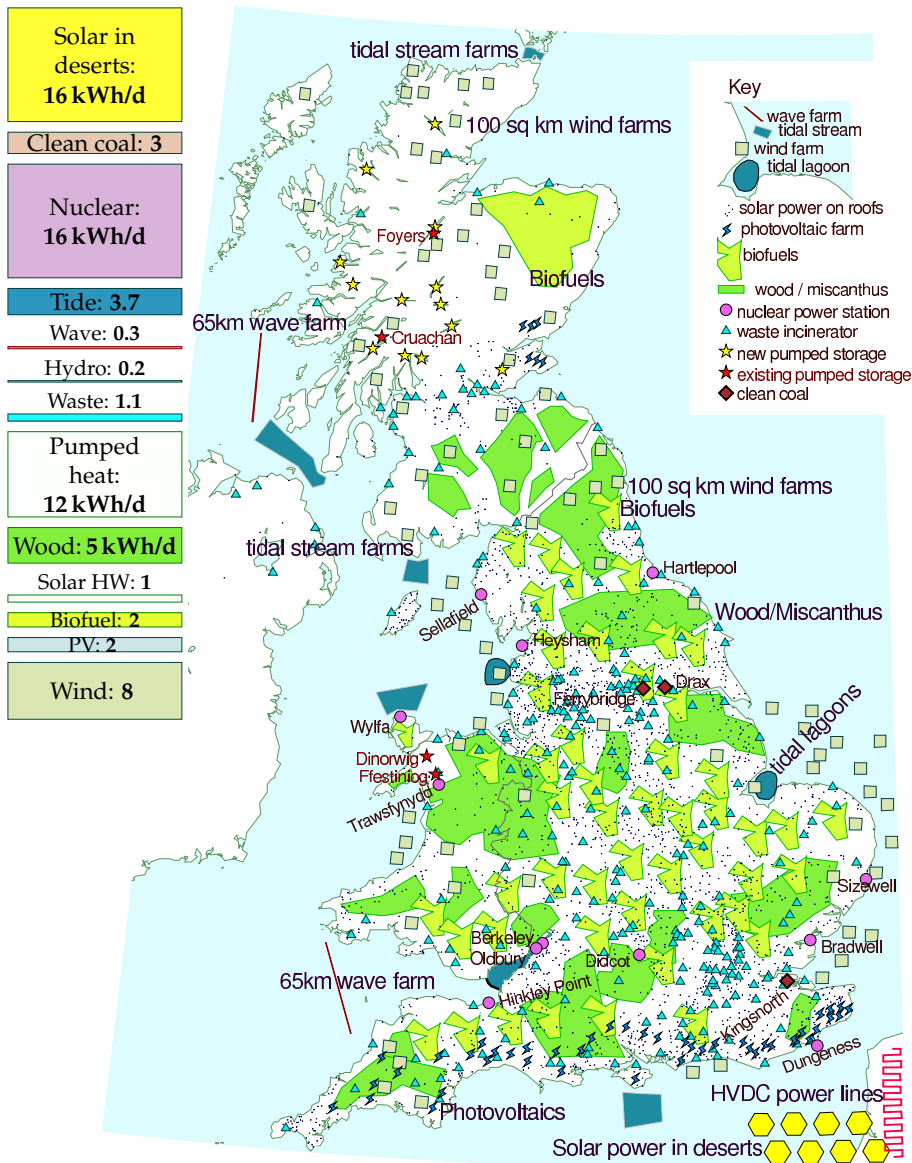 Solar in
deserts:
16 kWh/d
Clean coal: 3
Nuclear:
16 kWh/d
Tide: 3.7
Wave: 0.3
Hydro: 0.2
Waste: 1.1
Pumped
heat:
12 kWh/d
Wood: 5 kWh/d
Solar HW: 1
Biofuel: 2
PV: 2
Wind: 8
tidal stream farms
100 sq km wind farms
Foyers
Biofuels
65km wave farm
Cruachan
100 sq km wind farms
Biofuels
tidal stream farms
Hartlepool
Sellafield
Wood/Miscanthus
Heysham
Ferrybridge
Drax
Wylfa
tidal lagoons
Dinorwig
Ffestiniog
Trawsfynydd
Sizewell
Berkeley
Oldbury
Didcot
Bradwell
65km wave farm
Hinkley Point
Kingsnorth
Dungeness
Photovoltaics
HVDC power lines
Solar power in deserts
Key
wave farm
tidal stream
wind farm
tidal lagoon
solar power on roofs
photovoltaic farm
biofuels
wood / miscanthus
nuclear power station
waste incinerator
new pumped storage
existing pumped storage
clean coal